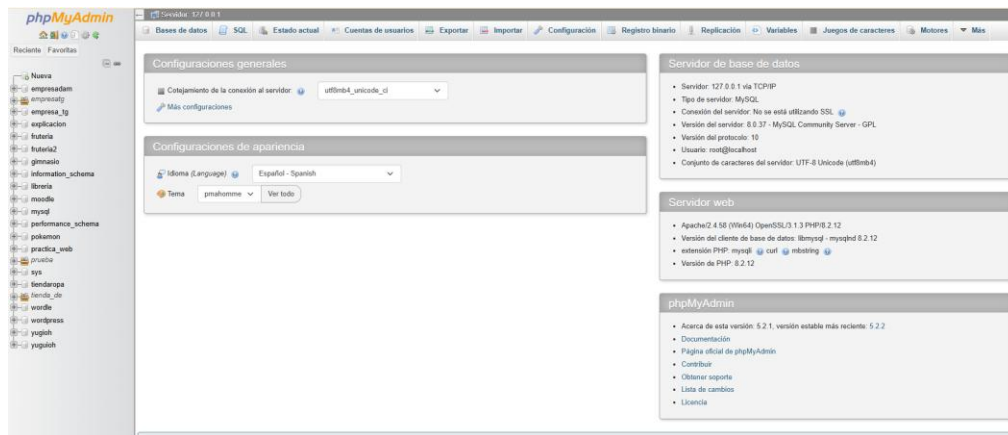 phpMyAdmin
Reciente Favoritas
Nueva
empresadam
empresatg
empresa_tg
explicacion
fruteria
fruteria2
gimnasio
information_schema
libreria
moodle
mysql
performance_schema
pokemon
practica_web
prueba
sys
tiendaropa
tienda_de
wordle
wordpress
yugioh
yuguioh
Servidor: 127.0.0.1
Bases de datos SQL Estado actual Cuentas de usuarios Exportar Importar Configuración Registro binario Replicación Variables Juegos de caracteres Motores Más
Configuraciones generales
Cotejamiento de la conexión al servidor: utf8mb4_unicode_ci
Más configuraciones
Configuraciones de apariencia
Idioma (Language) Español - Spanish
Tema pmahomme Ver todo
Servidor de base de datos
• Servidor: 127.0.0.1 via TCP/IP
• Tipo de servidor: MySQL
• Conexión del servidor: No se está utilizando SSL
• Versión del servidor: 8.0.37 - MySQL Community Server - GPL
• Versión del protocolo: 10
• Usuario: root@localhost
• Conjunto de caracteres del servidor: UTF-8 Unicode (utf8mb4)
Servidor web
• Apache/2.4.58 (Win64) OpenSSL/3.1.3 PHP/8.2.12
• Versión del cliente de base de datos: libmysql - mysqlnd 8.2.12
• extensión PHP: mysqli curl mbstring
• Versión de PHP: 8.2.12
phpMyAdmin
• Acerca de esta versión: 5.2.1, versión estable más reciente: 5.2.2
• Documentación
• Página oficial de phpMyAdmin
• Contribuir
• Obtener soporte
• Lista de cambios
• Licencia